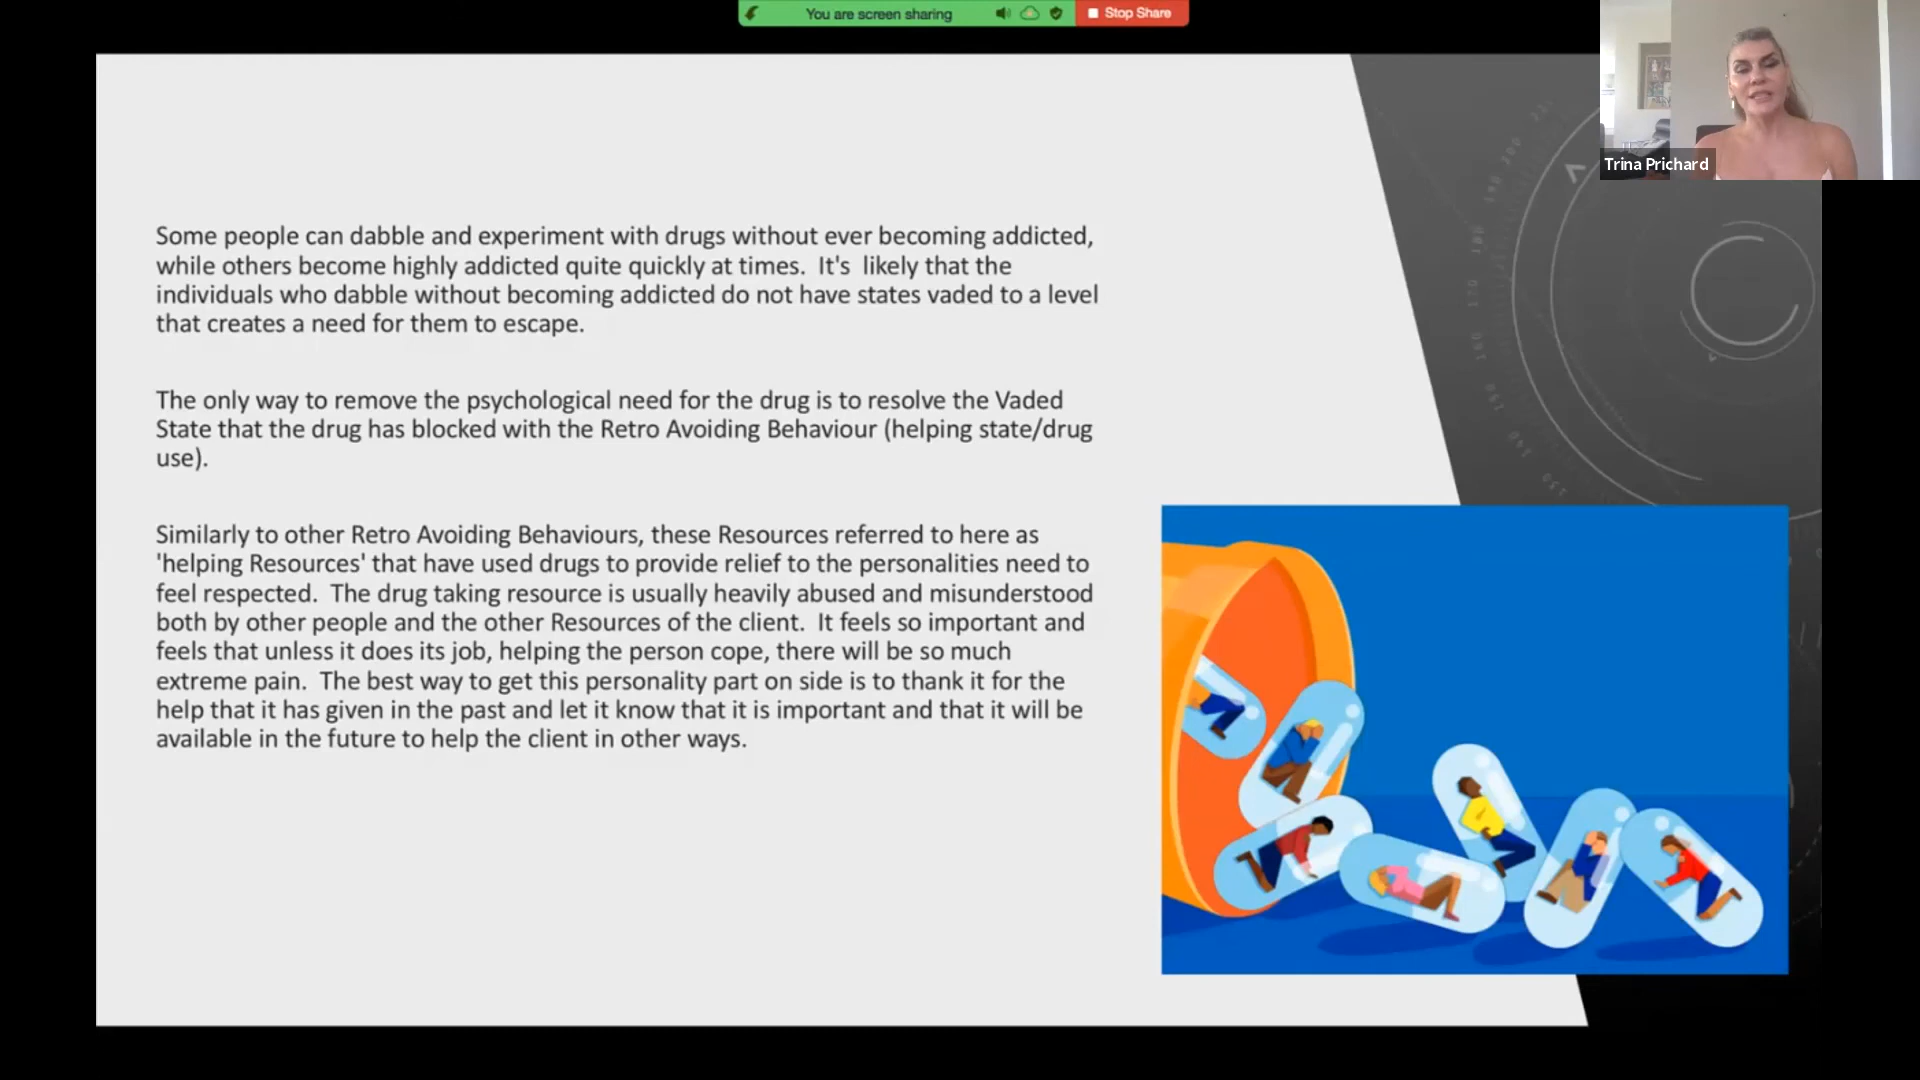 You are screen sharing
Stop Share
Trina Prichard
Some people can dabble and experiment with drugs without ever becoming addicted,
while others become highly addicted quite quickly at times.  It's  likely that the
individuals who dabble without becoming addicted do not have states vaded to a level
that creates a need for them to escape.
The only way to remove the psychological need for the drug is to resolve the Vaded
State that the drug has blocked with the Retro Avoiding Behaviour (helping state/drug
use).
Similarly to other Retro Avoiding Behaviours, these Resources referred to here as
'helping Resources' that have used drugs to provide relief to the personalities need to
feel respected.  The drug taking resource is usually heavily abused and misunderstood
both by other people and the other Resources of the client.  It feels so important and
feels that unless it does its job, helping the person cope, there will be so much
extreme pain.  The best way to get this personality part on side is to thank it for the
help that it has given in the past and let it know that it is important and that it will be
available in the future to help the client in other ways.